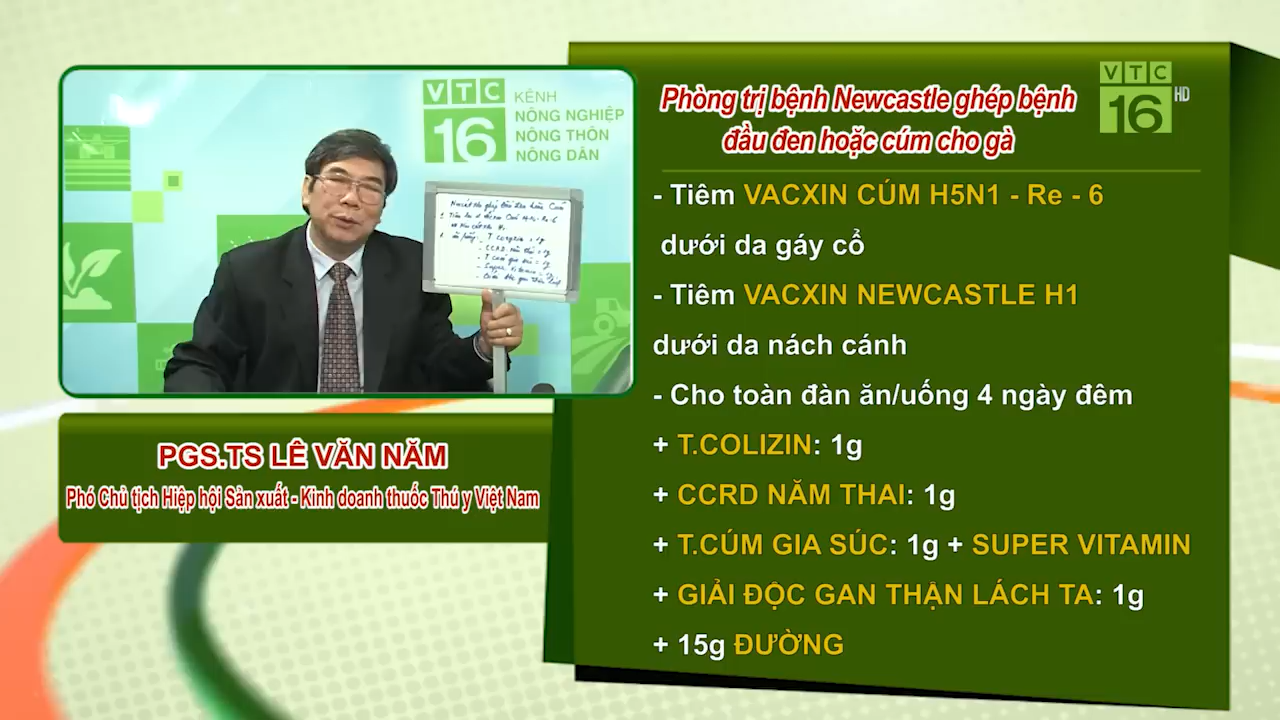 VTC
16
KÊNH
NÔNG NGHIỆP
NÔNG THÔN
NÔNG DÂN
PGS.TS LÊ VĂN NĂM
Phó Chủ tịch Hiệp hội Sản xuất - Kinh doanh thuốc Thú y Việt Nam
VTC
16 HD
Phòng trị bệnh Newcastle ghép bệnh
đầu đen hoặc cúm cho gà
- Tiêm VACXIN CÚM H5N1 - Re - 6
dưới da gáy cổ
- Tiêm VACXIN NEWCASTLE H1
dưới da nách cánh
- Cho toàn đàn ăn/uống 4 ngày đêm
+ T.COLIZIN: 1g
+ CCRD NĂM THAI: 1g
+ T.CÚM GIA SÚC: 1g + SUPER VITAMIN
+ GIẢI ĐỘC GAN THẬN LÁCH TA: 1g
+ 15g ĐƯỜNG